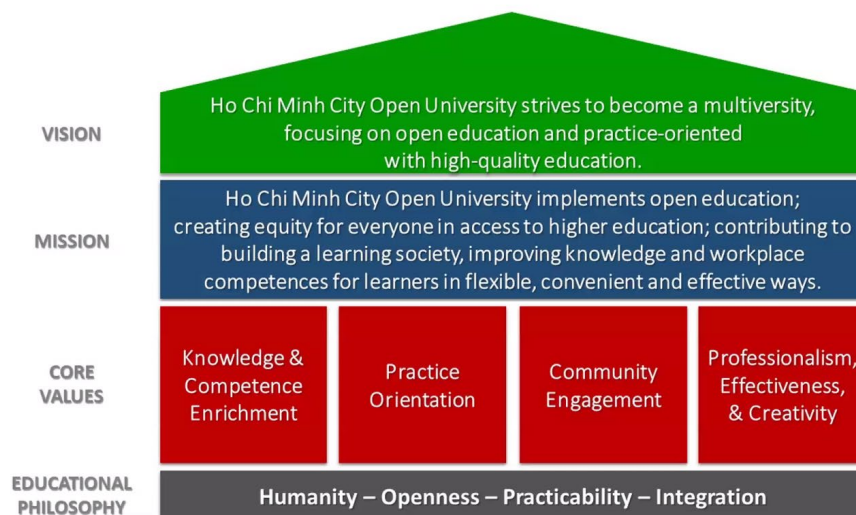 VISION
Ho Chi Minh City Open University strives to become a multiversity,
focusing on open education and practice-oriented
with high-quality education.
MISSION
Ho Chi Minh City Open University implements open education;
creating equity for everyone in access to higher education; contributing to
building a learning society, improving knowledge and workplace
competences for learners in flexible, convenient and effective ways.
CORE
VALUES
Knowledge &
Competence
Enrichment
Practice
Orientation
Community
Engagement
Professionalism,
Effectiveness,
& Creativity
EDUCATIONAL
PHILOSOPHY
Humanity – Openness – Practicability – Integration